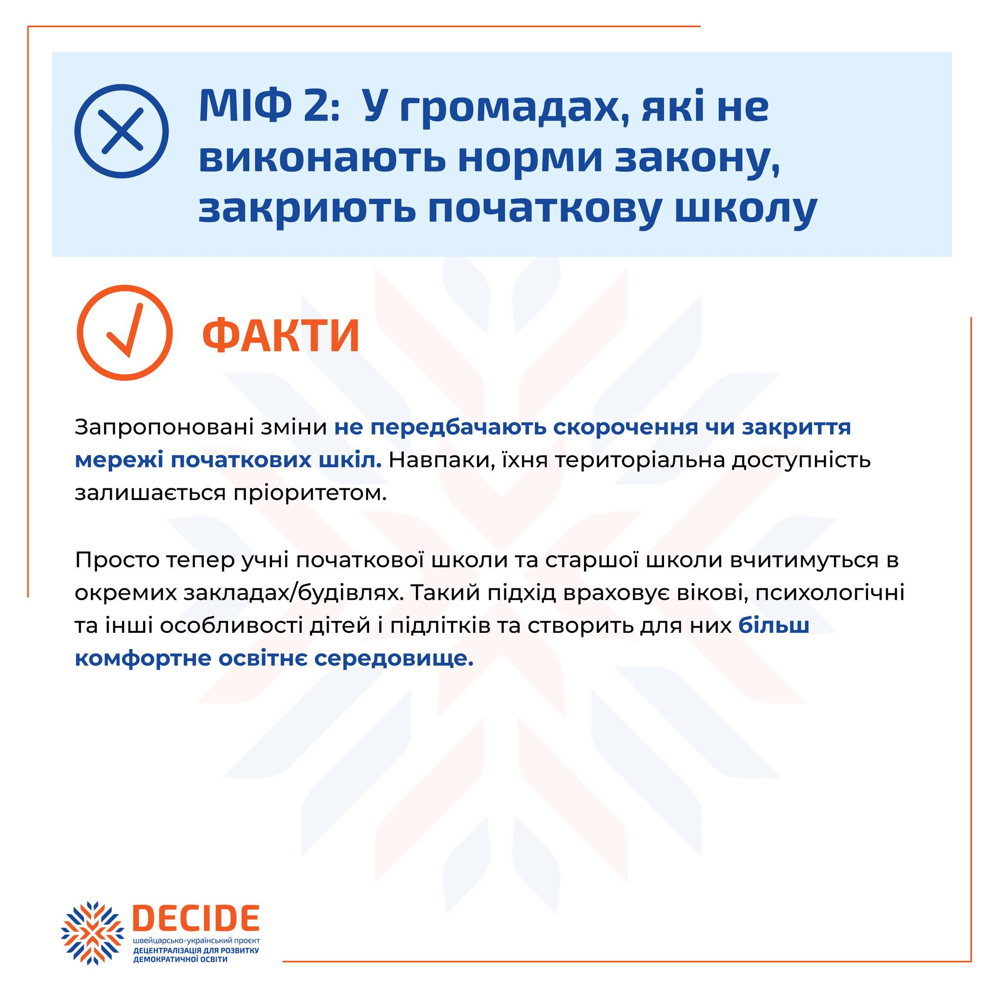 МІФ 2: У громадах, які не
виконають норми закону,
закриють початкову школу
ФАКТИ
Запропоновані зміни не передбачають скорочення чи закриття
мережі початкових шкіл. Навпаки, їхня територіальна доступність
залишається пріоритетом.
Просто тепер учні початкової школи та старшої школи вчитимуться в
окремих закладах/будівлях. Такий підхід враховує вікові, психологічні
та інші особливості дітей і підлітків та створить для них більш
комфортне освітнє середовище.
DECIDE
швейцарсько-український проєкт
ДЕЦЕНТРАЛІЗАЦІЯ ДЛЯ РОЗВИТКУ
ДЕМОКРАТИЧНОЇ ОСВІТИ